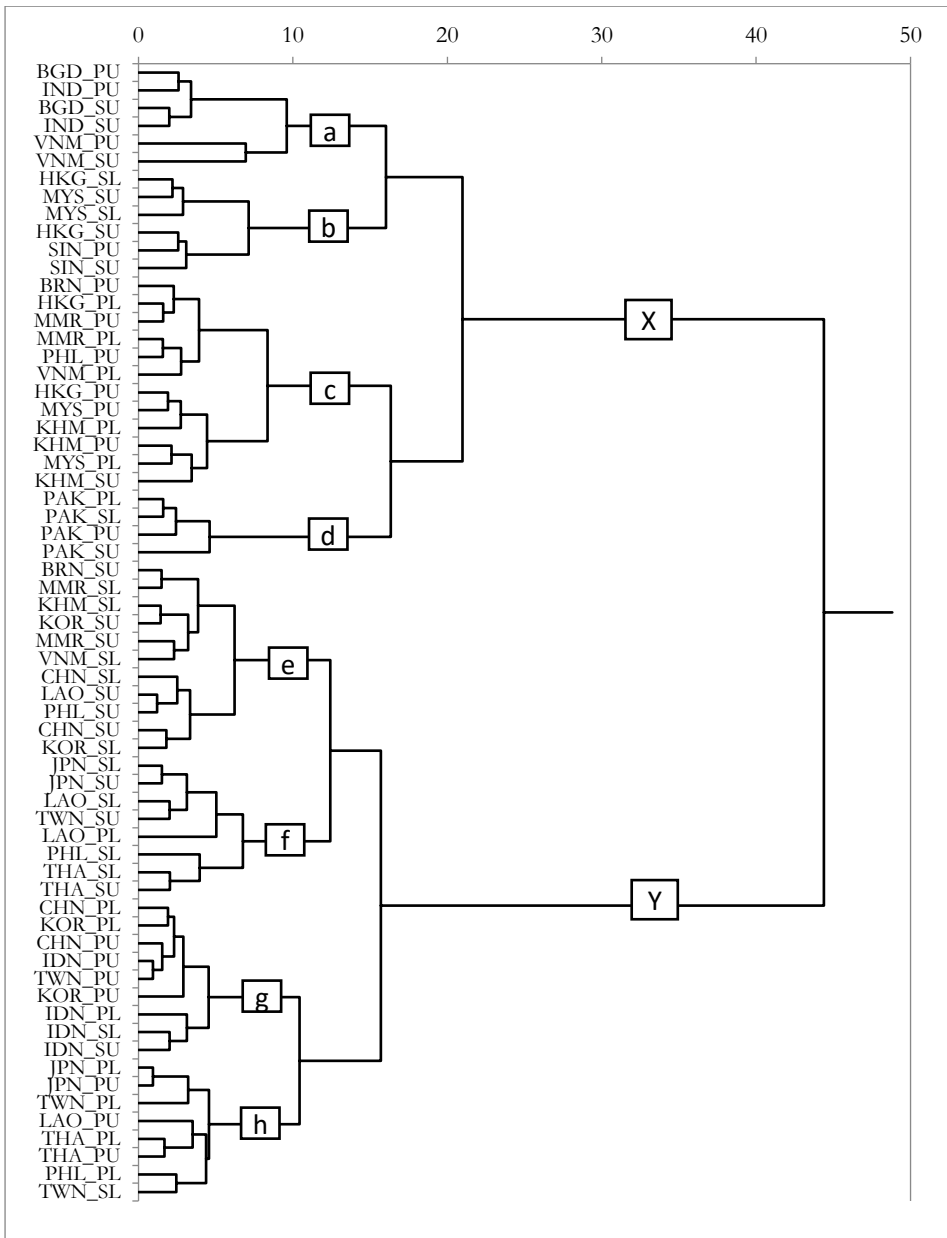 0 10 20 30 40 50
BGD_PU
IND_PU
BGD_SU
IND_SU
a
VNM_PU
VNM_SU
HKG_SL
MYS_SU
MYS_SL
b
HKG_SU
SIN_PU
SIN_SU
BRN_PU
HKG_PL
X
MMR_PU
MMR_PL
PHL_PU
VNM_PL
c
HKG_PU
MYS_PU
KHM_PL
KHM_PU
MYS_PL
KHM_SU
PAK_PL
PAK_SL
PAK_PU
d
PAK_SU
BRN_SU
MMR_SL
KHM_SL
KOR_SU
MMR_SU
VNM_SL
e
CHN_SL
LAO_SU
PHL_SU
CHN_SU
KOR_SL
JPN_SL
JPN_SU
LAO_SL
TWN_SU
LAO_PL
f
PHL_SL
THA_SL
THA_SU
Y
CHN_PL
KOR_PL
CHN_PU
IDN_PU
TWN_PU
KOR_PU
g
IDN_PL
IDN_SL
IDN_SU
JPN_PL
JPN_PU
TWN_PL
LAO_PU
h
THA_PL
THA_PU
PHL_PL
TWN_SL